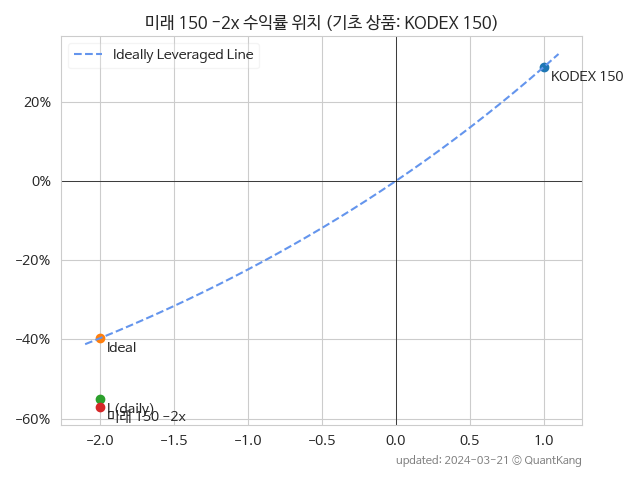 미래 150 -2x 수익률 위치 (기초 상품: KODEX 150)
Ideally Leveraged Line
KODEX 150
20%
0%
-20%
-40%
-60%
Ideal
(daily)
미래 150 -2x
-2.0
-1.5
-1.0
-0.5
0.0
0.5
1.0
updated: 2024-03-21 © QuantKang